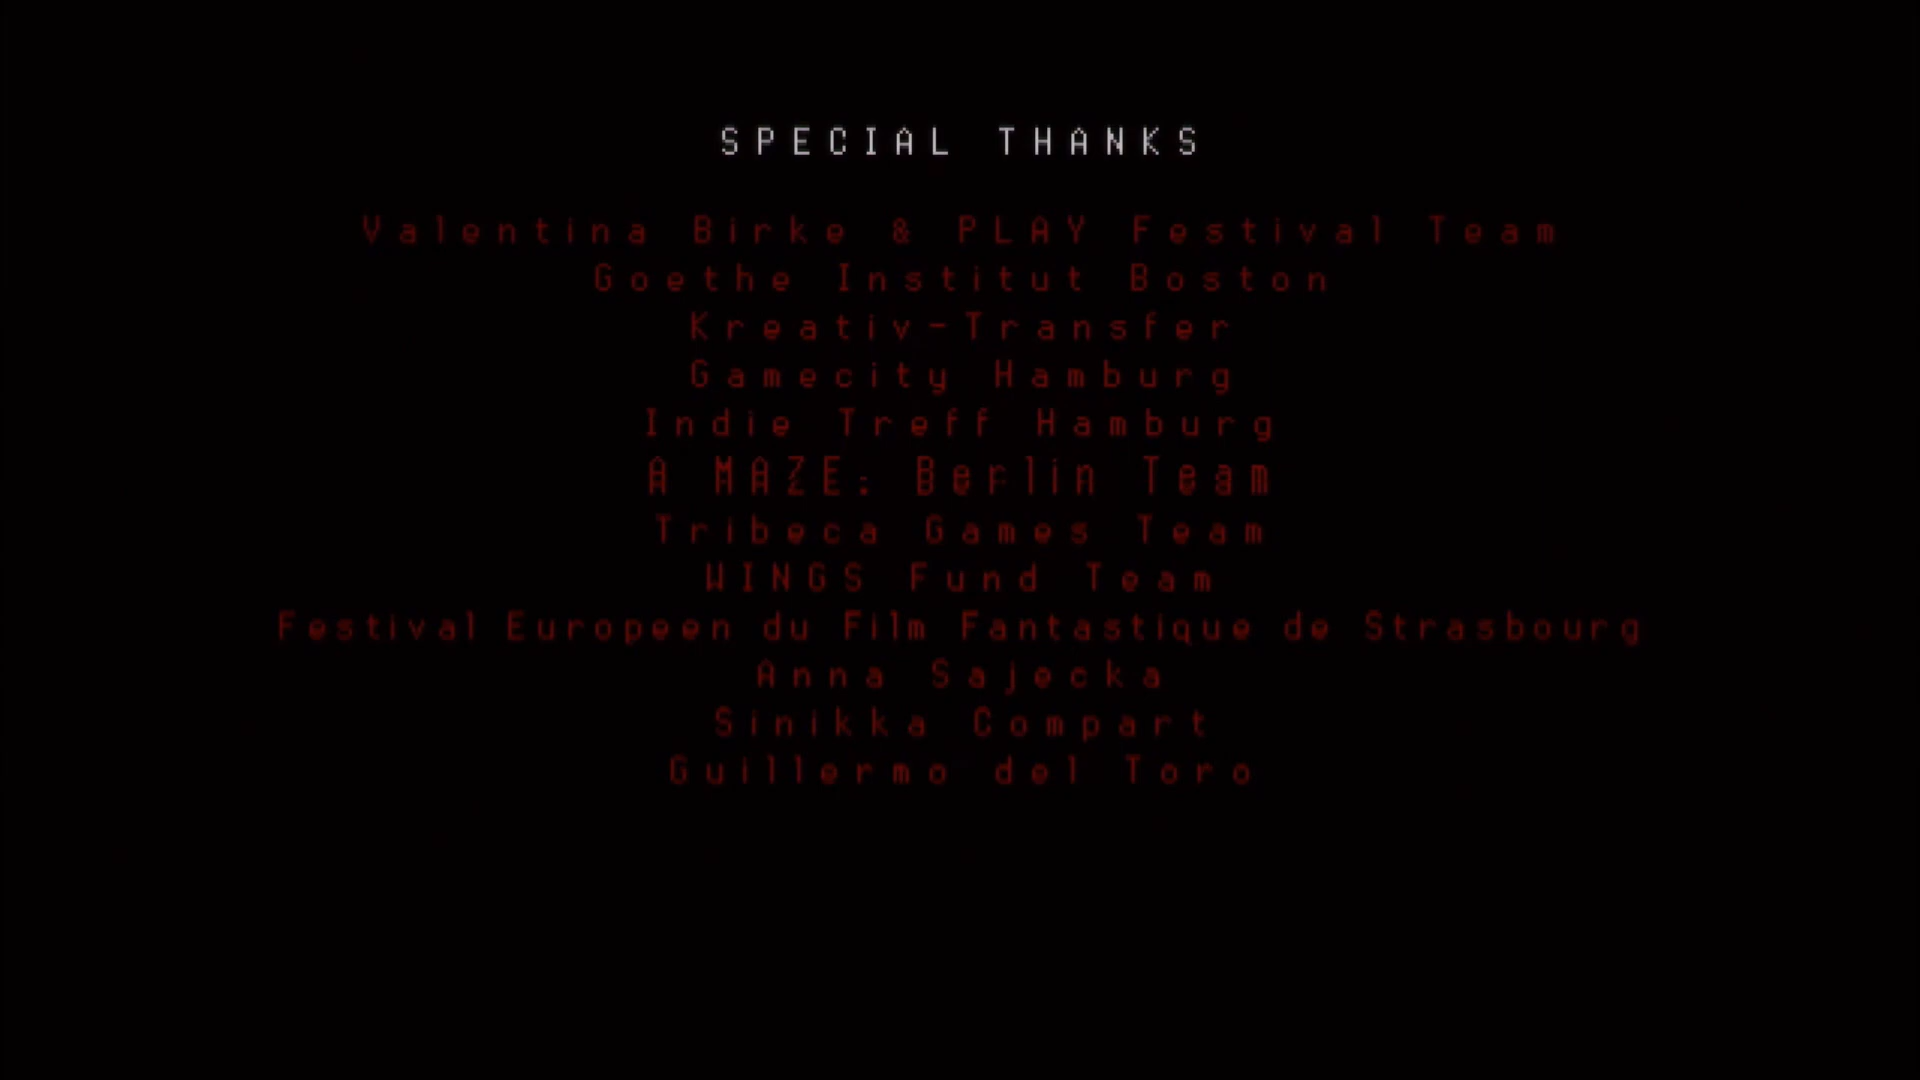 SPECIAL THANKS
Valentina Birke & PLAY Festival Team
Goethe Institut Boston
Kreativ-Transfer
Gamecity Hamburg
Indie Treff Hamburg
A MAZE: Berlin Team
Tribeca Games Team
WINGS Fund Team
Festival Europeen du Film Fantastique de Strasbourg
Anna Sajecka
Sinikka Compart
Guillermo del Toro